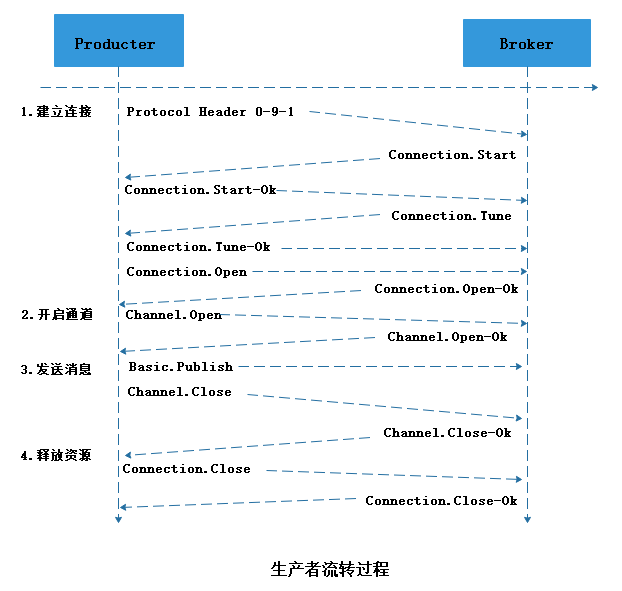 Producter
Broker
1.建立连接
Protocol Header 0-9-1
Connection.Start
Connection.Start-Ok
Connection.Tune
Connection.Tune-Ok
Connection.Open
Connection.Open-Ok
2.开启通道
Channel.Open
Channel.Open-Ok
3.发送消息
Basic.Publish
Channel.Close
Channel.Close-Ok
4.释放资源
Connection.Close
Connection.Close-Ok
生产者流转过程